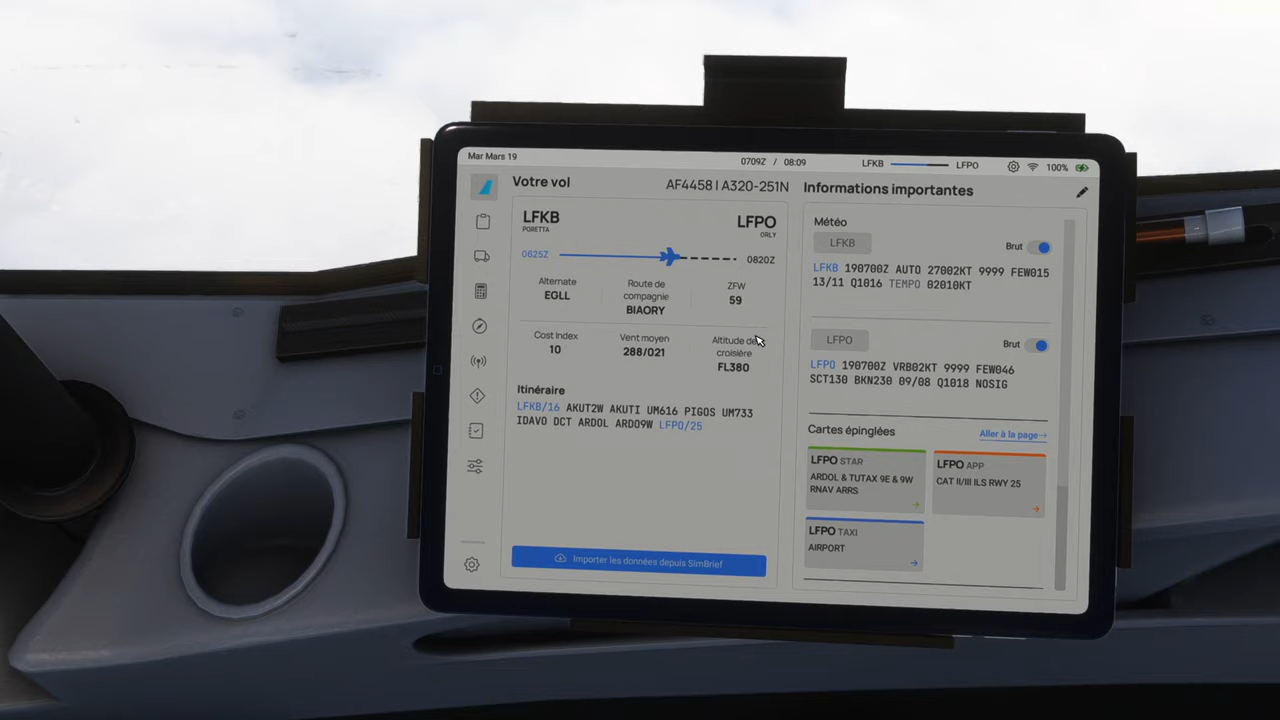 Mar Mars 19
0709Z / 08:09
LFKB
LFPO
100%
Votre vol
AF4458 | A320-251N
LFKB
PORETTA
LFPO
ORLY
0625Z
0820Z
Alternate
EGLL
Route de
compagnie
BIAORY
ZFW
59
Cost Index
10
Vent moyen
288/021
Altitude de
croisière
FL380
Itinéraire
LFKB/16 AKUT2W AKUTI UM616 PIGOS UM733
IDAVO DCT ARDOL ARDO9W LFPO/25
Importer les données depuis SimBrief
Informations importantes
Météo
LFKB
Brut
LFKB 190700Z AUTO 27002KT 9999 FEW015
13/11 Q1016 TEMPO 02010KT
LFPO
Brut
LFPO 190700Z VRB02KT 9999 FEW046
SCT130 BKN230 09/08 Q1018 NOSIG
Cartes épinglées
Aller à la page→
LFPO STAR
ARDOL & TUTAX 9E & 9W
RNAV ARRS
LFPO APP
CAT II/III ILS RWY 25
LFPO TAXI
AIRPORT